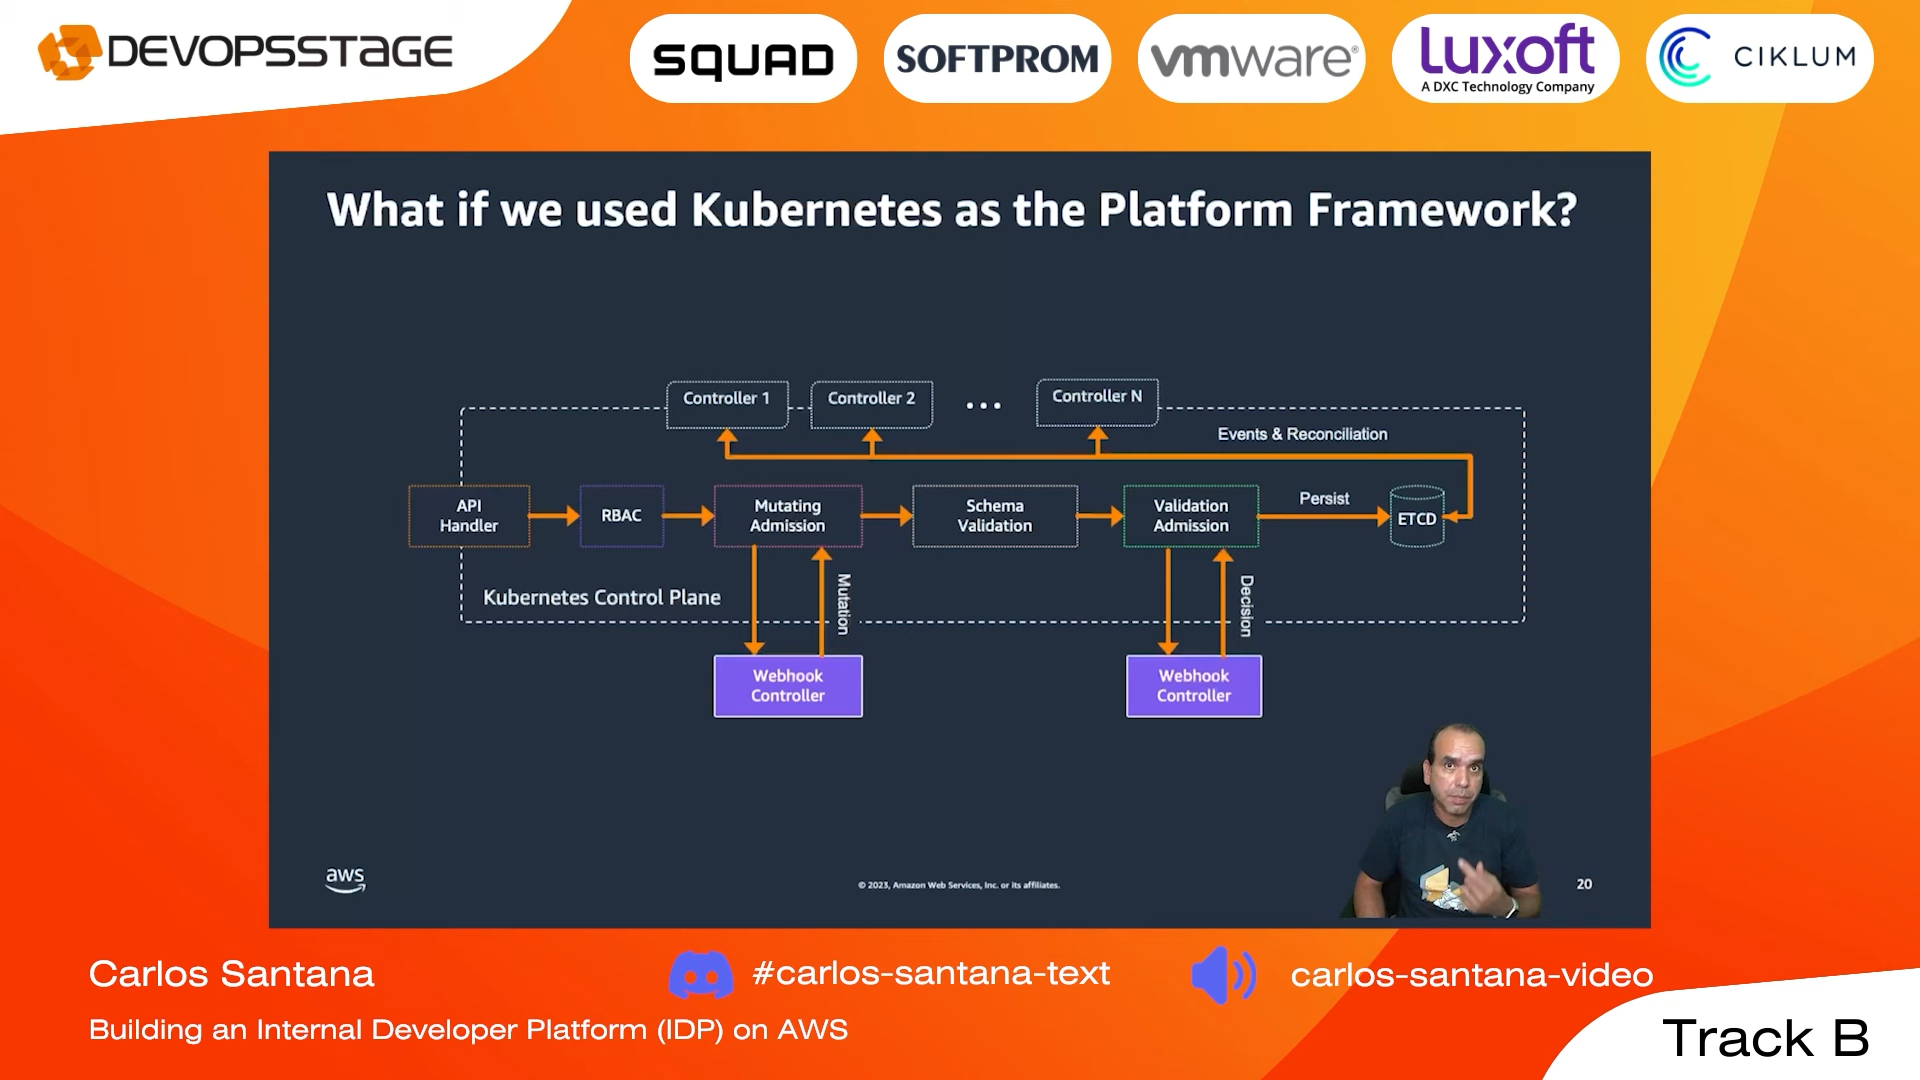 DEVOPSSTAGE
SQUAD
SOFTPROM
vmware®
Luxoft
A DXC Technology Company
CIKLUM
What if we used Kubernetes as the Platform Framework?
Controller 1
Controller 2
...
Controller N
Events & Reconciliation
API
Handler
RBAC
Mutating
Admission
Schema
Validation
Validation
Admission
Persist
ETCD
Kubernetes Control Plane
Mutation
Decision
Webhook
Controller
Webhook
Controller
aws
© 2023, Amazon Web Services, Inc. or its affiliates.
20
Carlos Santana
#carlos-santana-text
carlos-santana-video
Building an Internal Developer Platform (IDP) on AWS
Track B